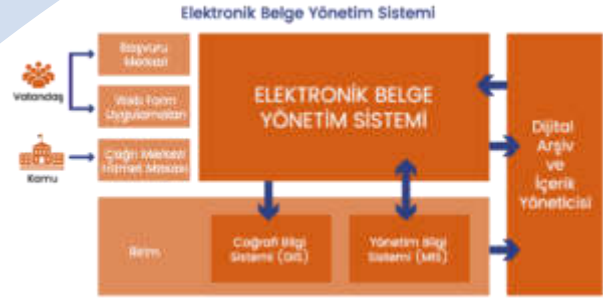 Elektronik Belge Yönetim Sistemi
Başvuru
Merkezi
Vatandaş
Web Form
Uygulamaları
Çağrı Merkezi
Hizmet Masası
Kamu
ELEKTRONİK BELGE
YÖNETİM SİSTEMİ
Dijital
Arşiv
ve
İçerik
Yöneticisi
Coğrafi Bilgi
Sistemi (GIS)
Yönetim Bilgi
Sistemi (MIS)